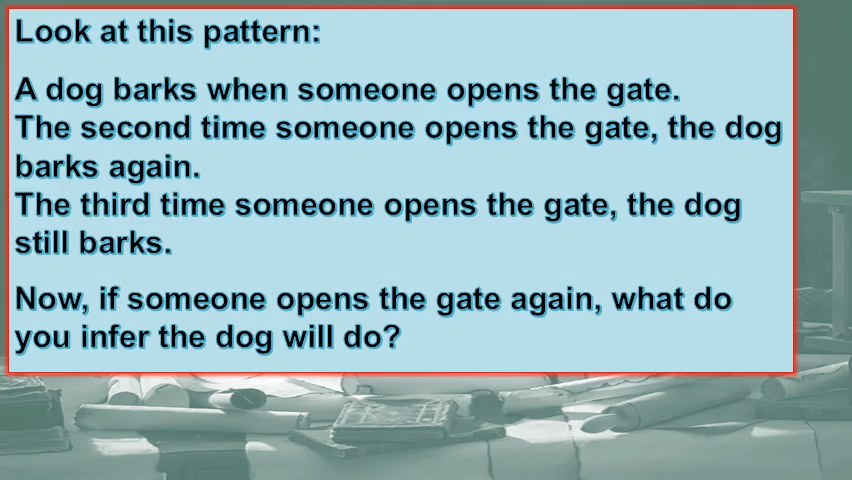 Look at this pattern:
A dog barks when someone opens the gate.
The second time someone opens the gate, the dog
barks again.
The third time someone opens the gate, the dog
still barks.
Now, if someone opens the gate again, what do
you infer the dog will do?